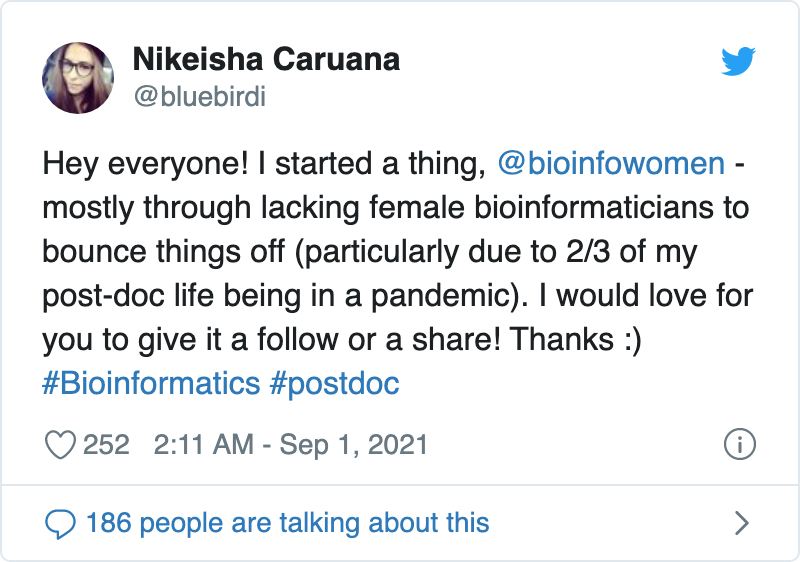 Nikeisha Caruana
@bluebirdi
Hey everyone! I started a thing, @bioinfowomen -
mostly through lacking female bioinformaticians to
bounce things off (particularly due to 2/3 of my
post-doc life being in a pandemic). I would love for
you to give it a follow or a share! Thanks :)
#Bioinformatics #postdoc
252 2:11 AM - Sep 1, 2021
186 people are talking about this